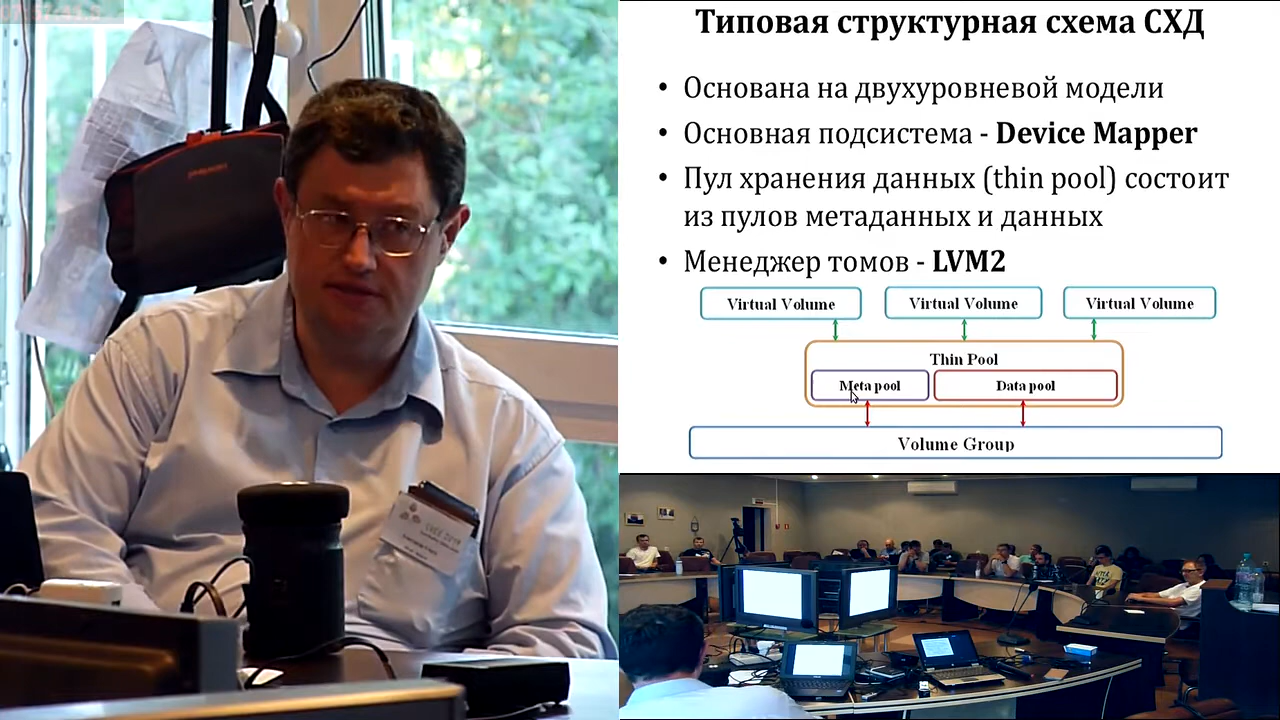 Типовая структурная схема СХД
• Основана на двухуровневой модели
• Основная подсистема - Device Mapper
• Пул хранения данных (thin pool) состоит
из пулов метаданных и данных
• Менеджер томов - LVM2
Virtual Volume
Virtual Volume
Virtual Volume
Thin Pool
Meta pool
Data pool
Volume Group